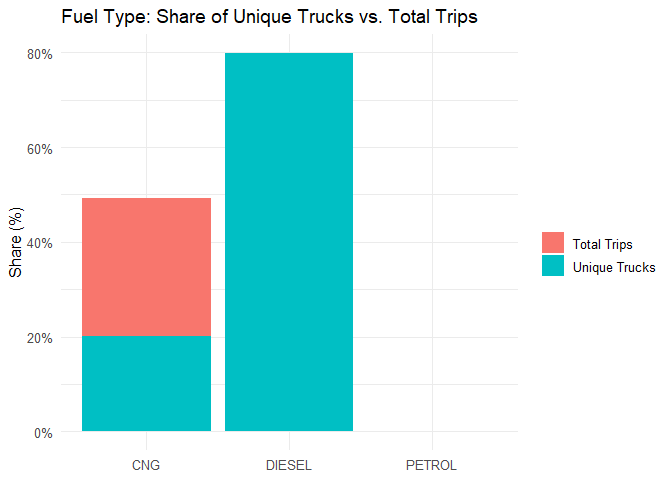 Fuel Type: Share of Unique Trucks vs. Total Trips
Share (%)
80%
60%
40%
20%
0%
CNG DIESEL PETROL
Total Trips
Unique Trucks